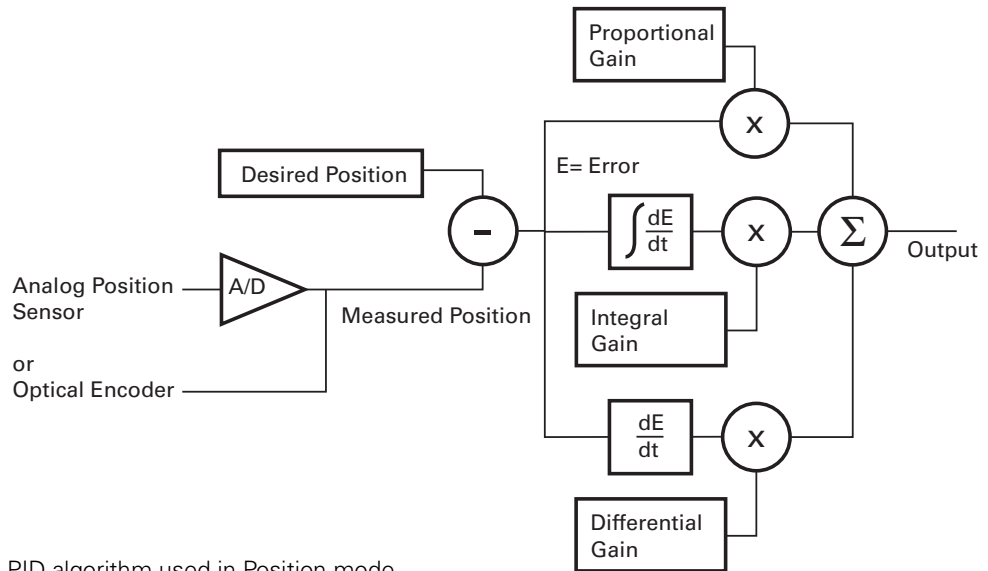 Proportional
Gain
x
E= Error
Desired Position
-
∫ dE
dt
x
Σ
Output
Analog Position
Sensor
A/D
Measured Position
Integral
Gain
or
Optical Encoder
dE
dt
x
Differential
Gain
PID algorithm used in Position mode